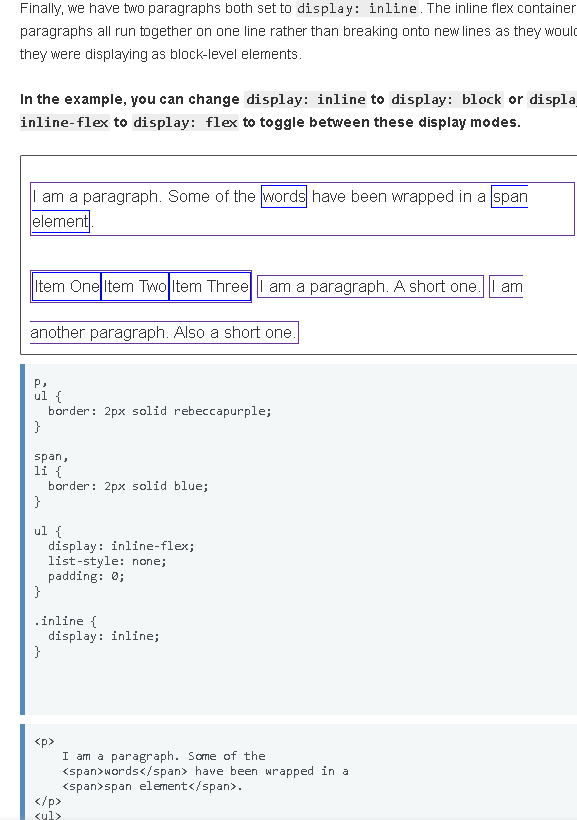 Finally, we have two paragraphs both set to display: inline. The inline flex container
paragraphs all run together on one line rather than breaking onto new lines as they would
they were displaying as block-level elements.
In the example, you can change display: inline to display: block or displa
inline-flex to display: flex to toggle between these display modes.
I am a paragraph. Some of the words have been wrapped in a span
element.
Item One Item Two Item Three I am a paragraph. A short one. I am
another paragraph. Also a short one.
p,
ul {
  border: 2px solid rebeccapurple;
}
span,
li {
  border: 2px solid blue;
}
ul {
  display: inline-flex;
  list-style: none;
  padding: 0;
}
.inline {
  display: inline;
}
<p>
    I am a paragraph. Some of the
    <span>words</span> have been wrapped in a
    <span>span element</span>.
</p>
<ul>